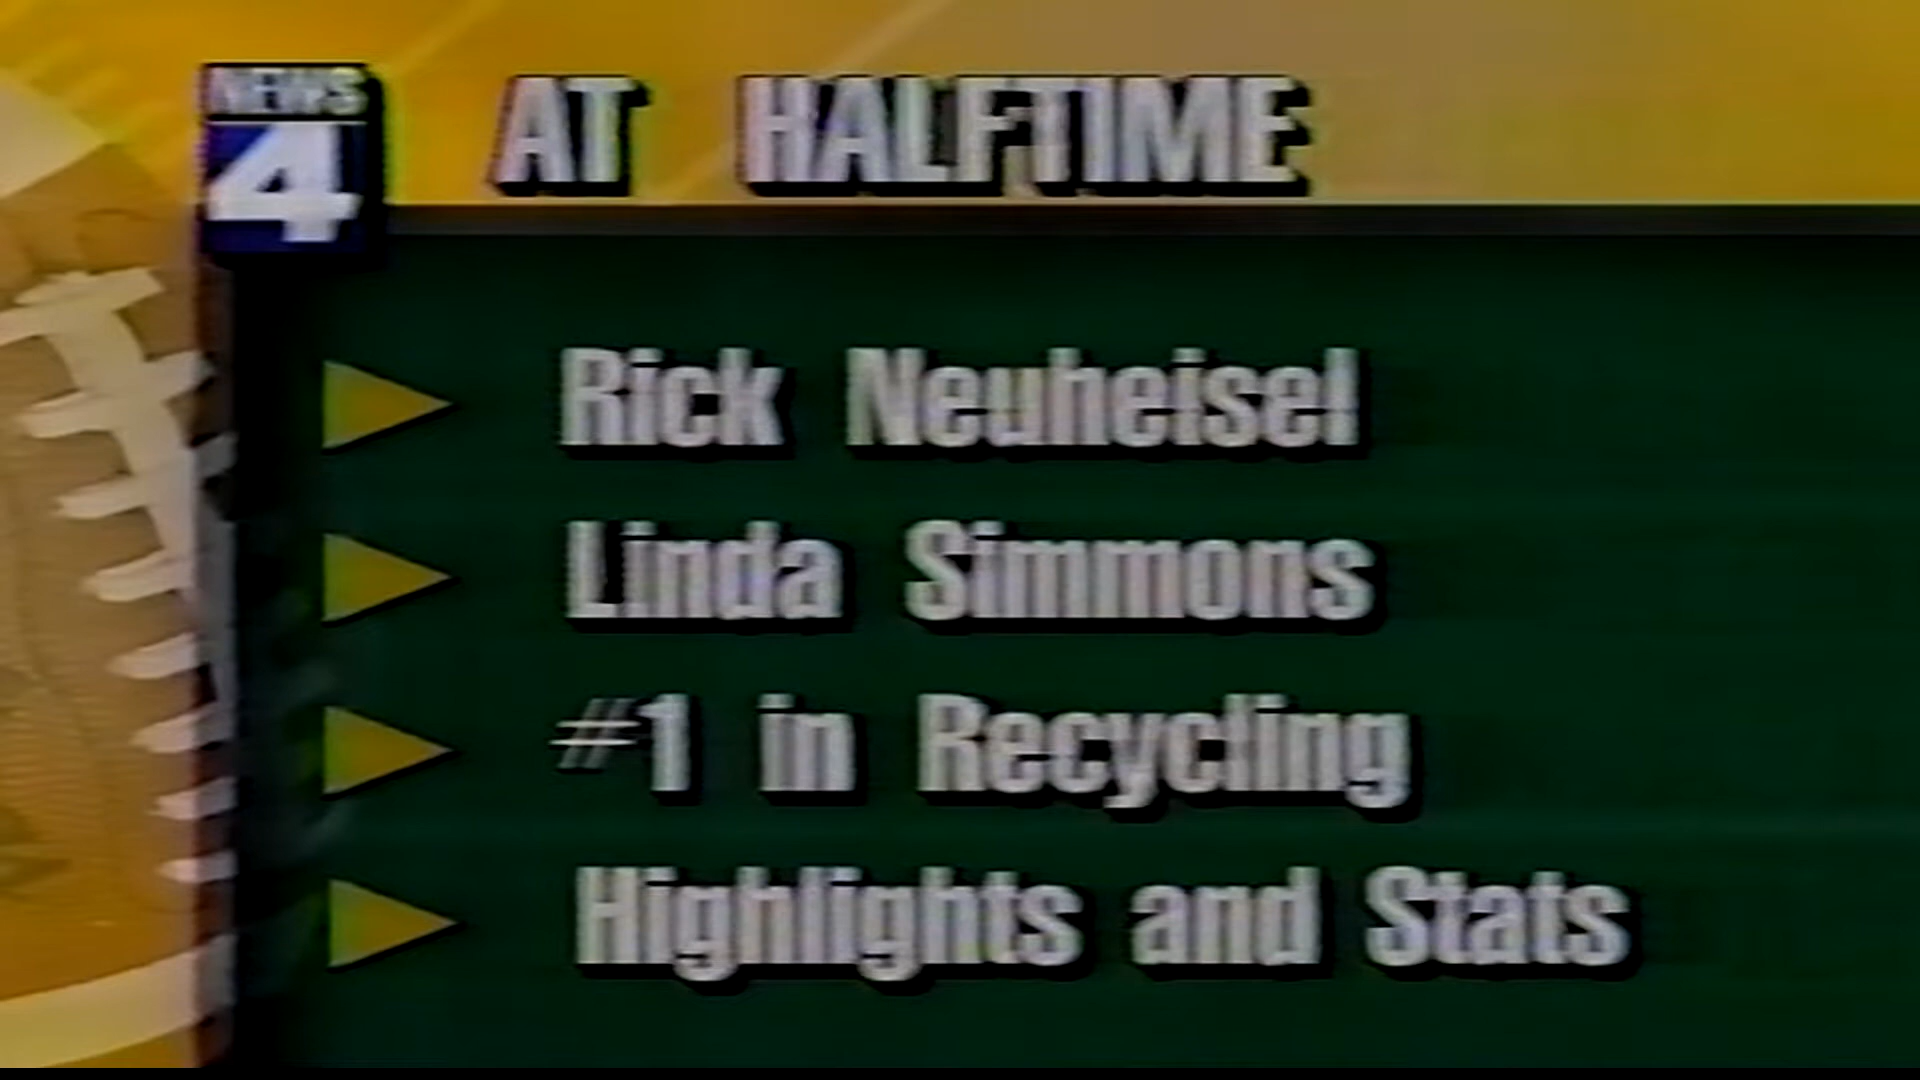 NEWS
4
AT HALFTIME
Rick Neuheisel
Linda Simmons
#1 in Recycling
Highlights and Stats